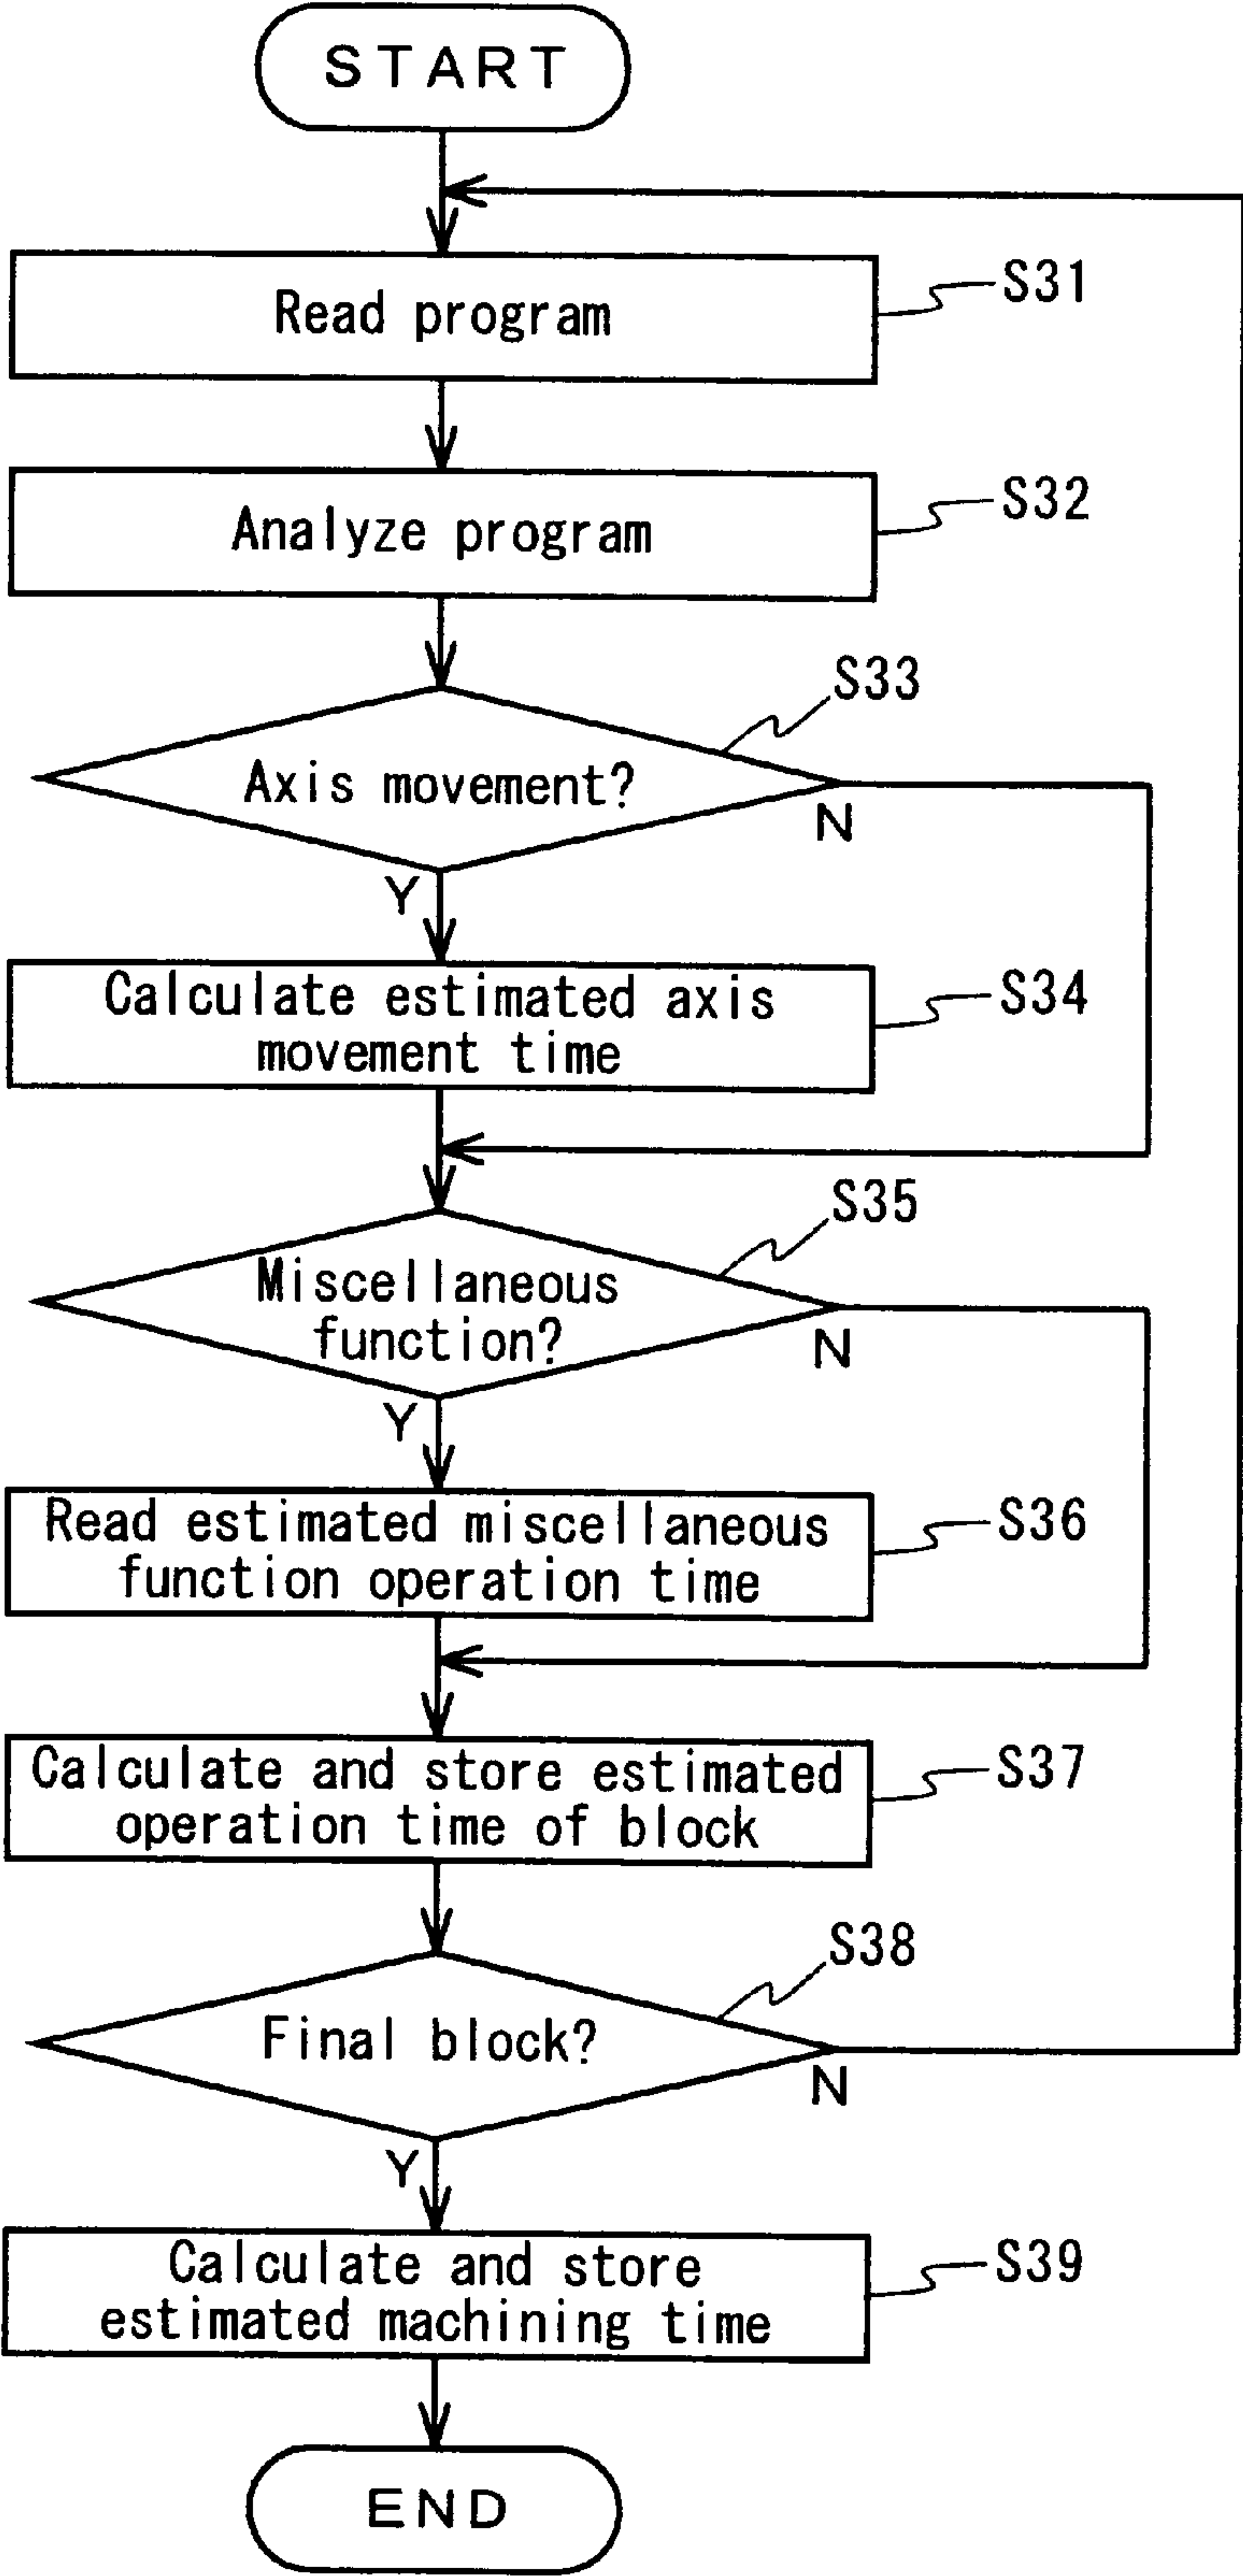 START
Read program
S31
Analyze program
S32
S33
Axis movement?
N
Y
Calculate estimated axis
movement time
S34
S35
Miscellaneous
function?
N
Y
Read estimated miscellaneous
function operation time
S36
Calculate and store estimated
operation time of block
S37
S38
Final block?
N
Y
Calculate and store
estimated machining time
S39
END